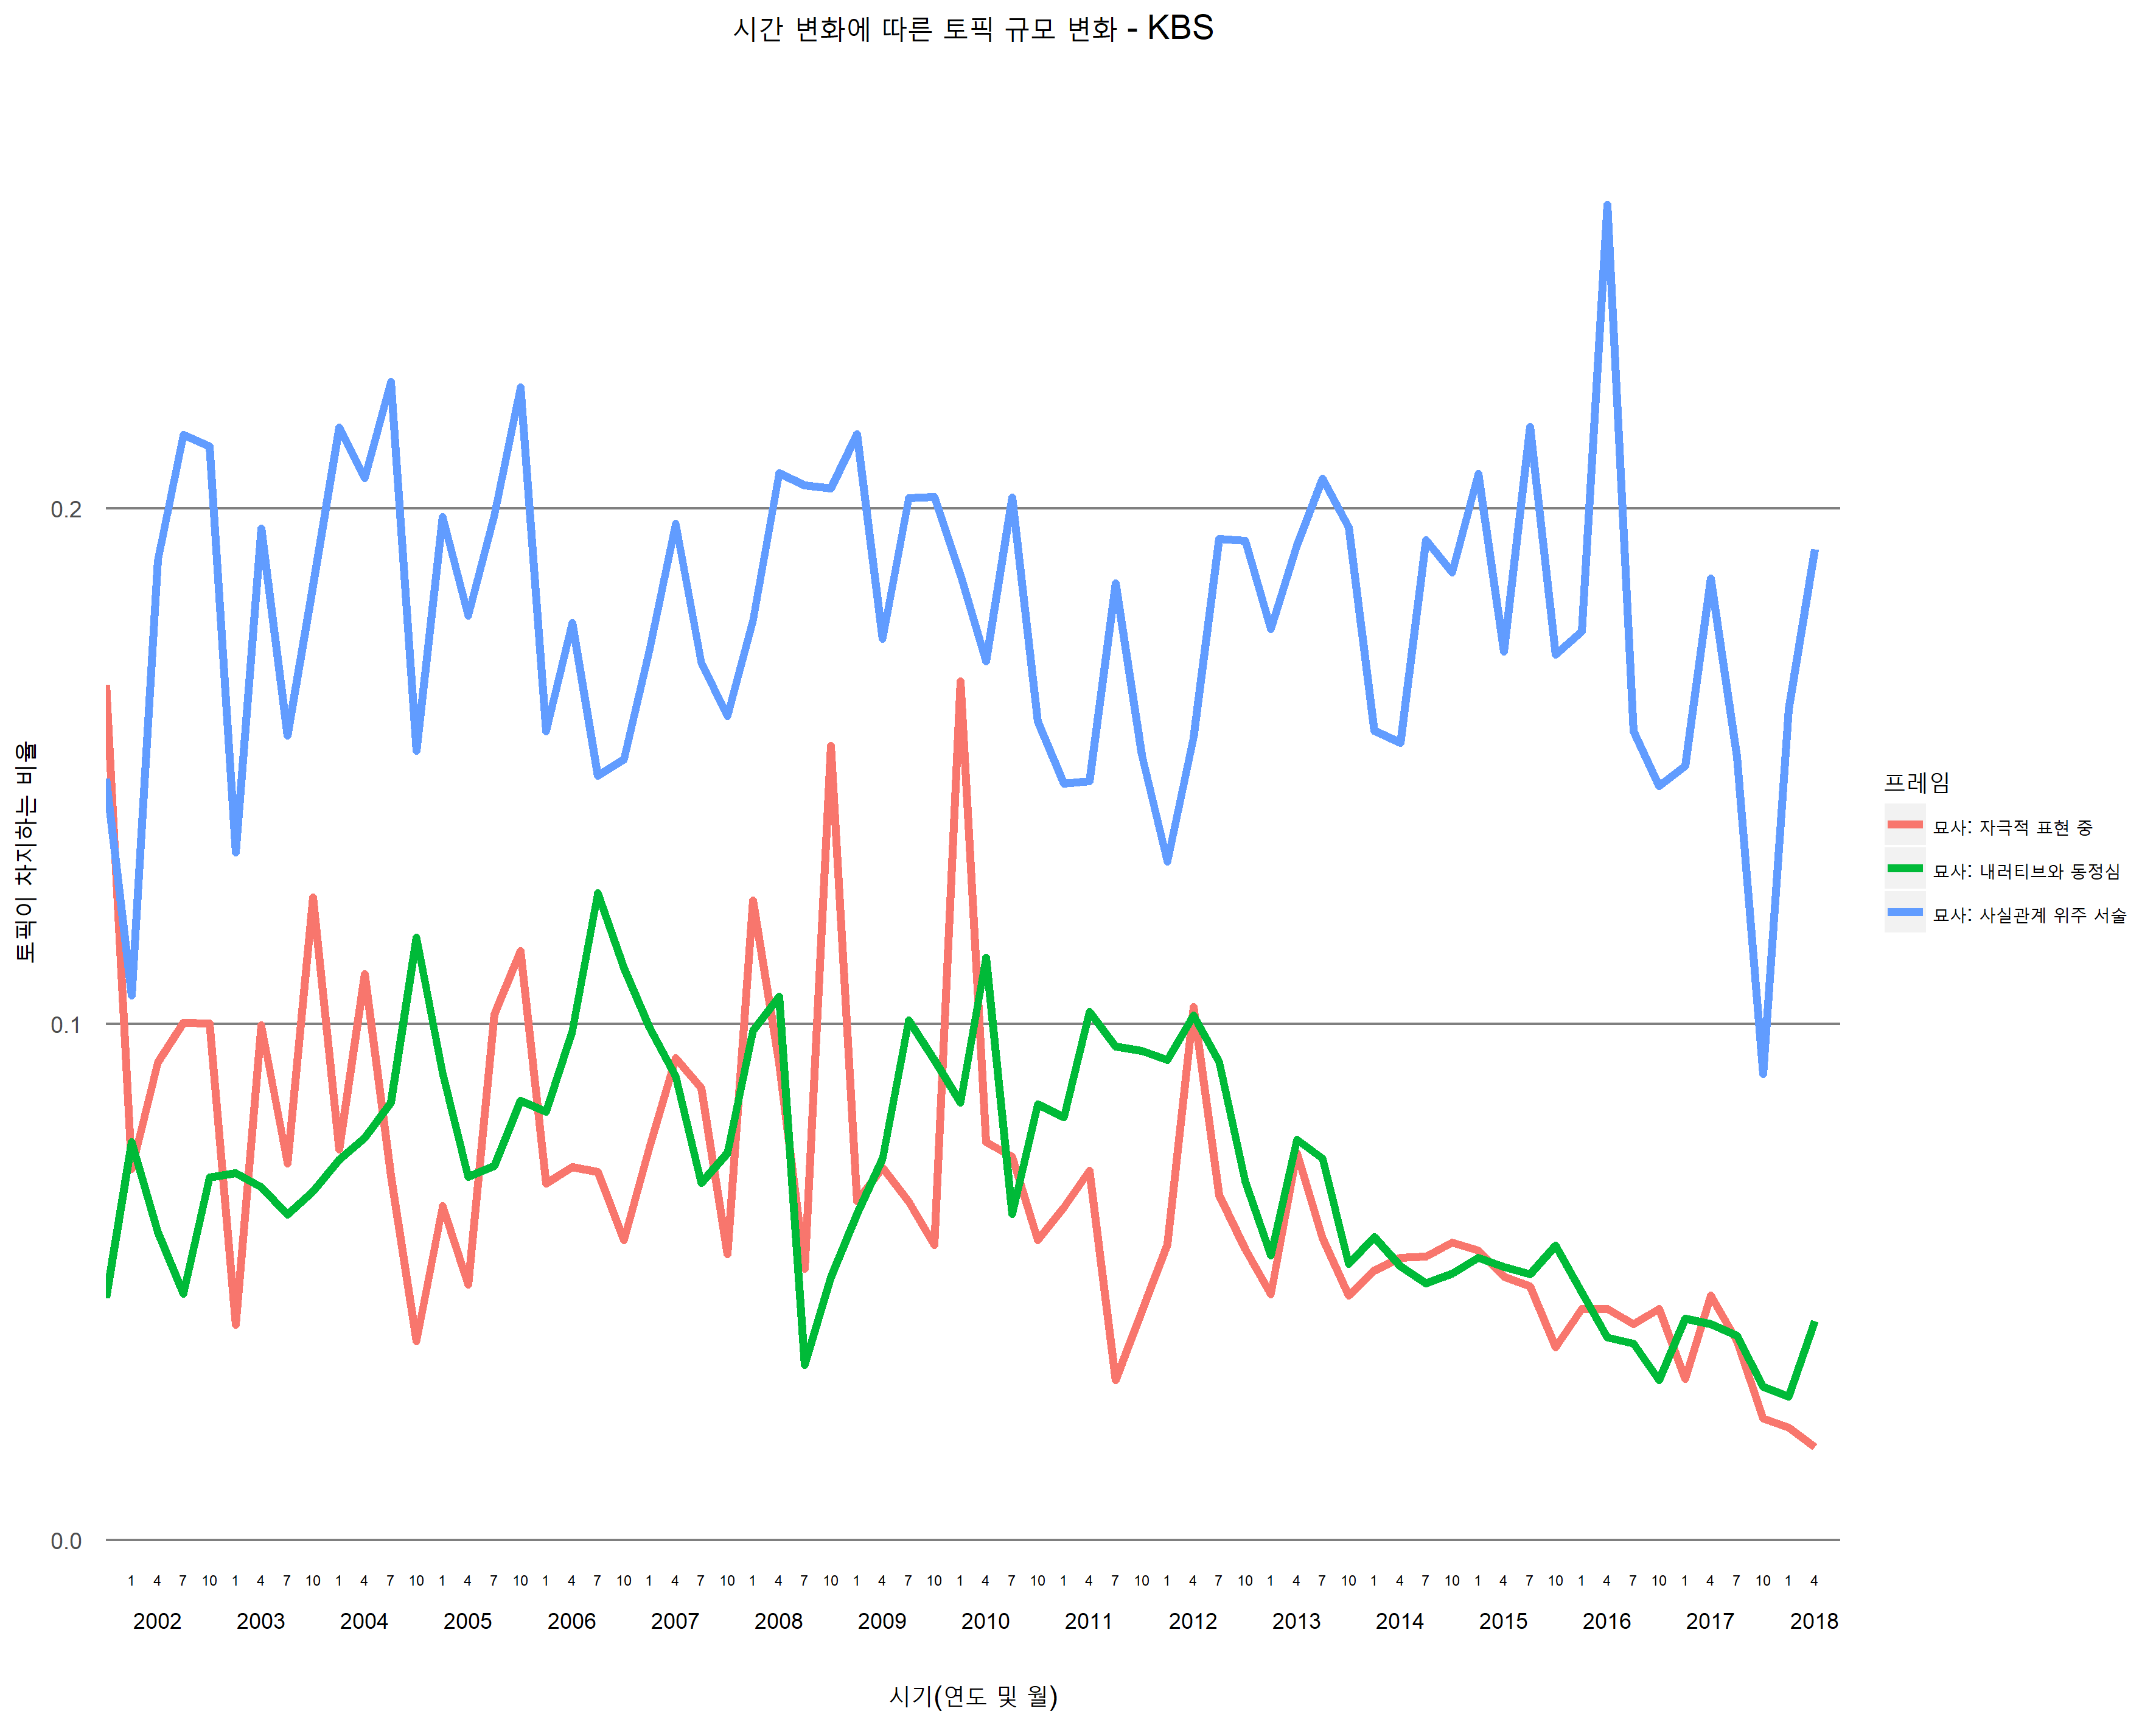 시간 변화에 따른 토픽 규모 변화 - KBS
토픽이 차지하는 비율
0.2
0.1
0.0
1 4 7 10 1 4 7 10 1 4 7 10 1 4 7 10 1 4 7 10 1 4 7 10 1 4 7 10 1 4 7 10 1 4 7 10 1 4 7 10 1 4 7 10 1 4 7 10 1 4 7 10 1 4 7 10 1 4 7 10 1 4 7 10 1 4
2002 2003 2004 2005 2006 2007 2008 2009 2010 2011 2012 2013 2014 2015 2016 2017 2018
시기(연도 및 월)
프레임
묘사: 자극적 표현 중
묘사: 내러티브와 동정심
묘사: 사실관계 위주 서술